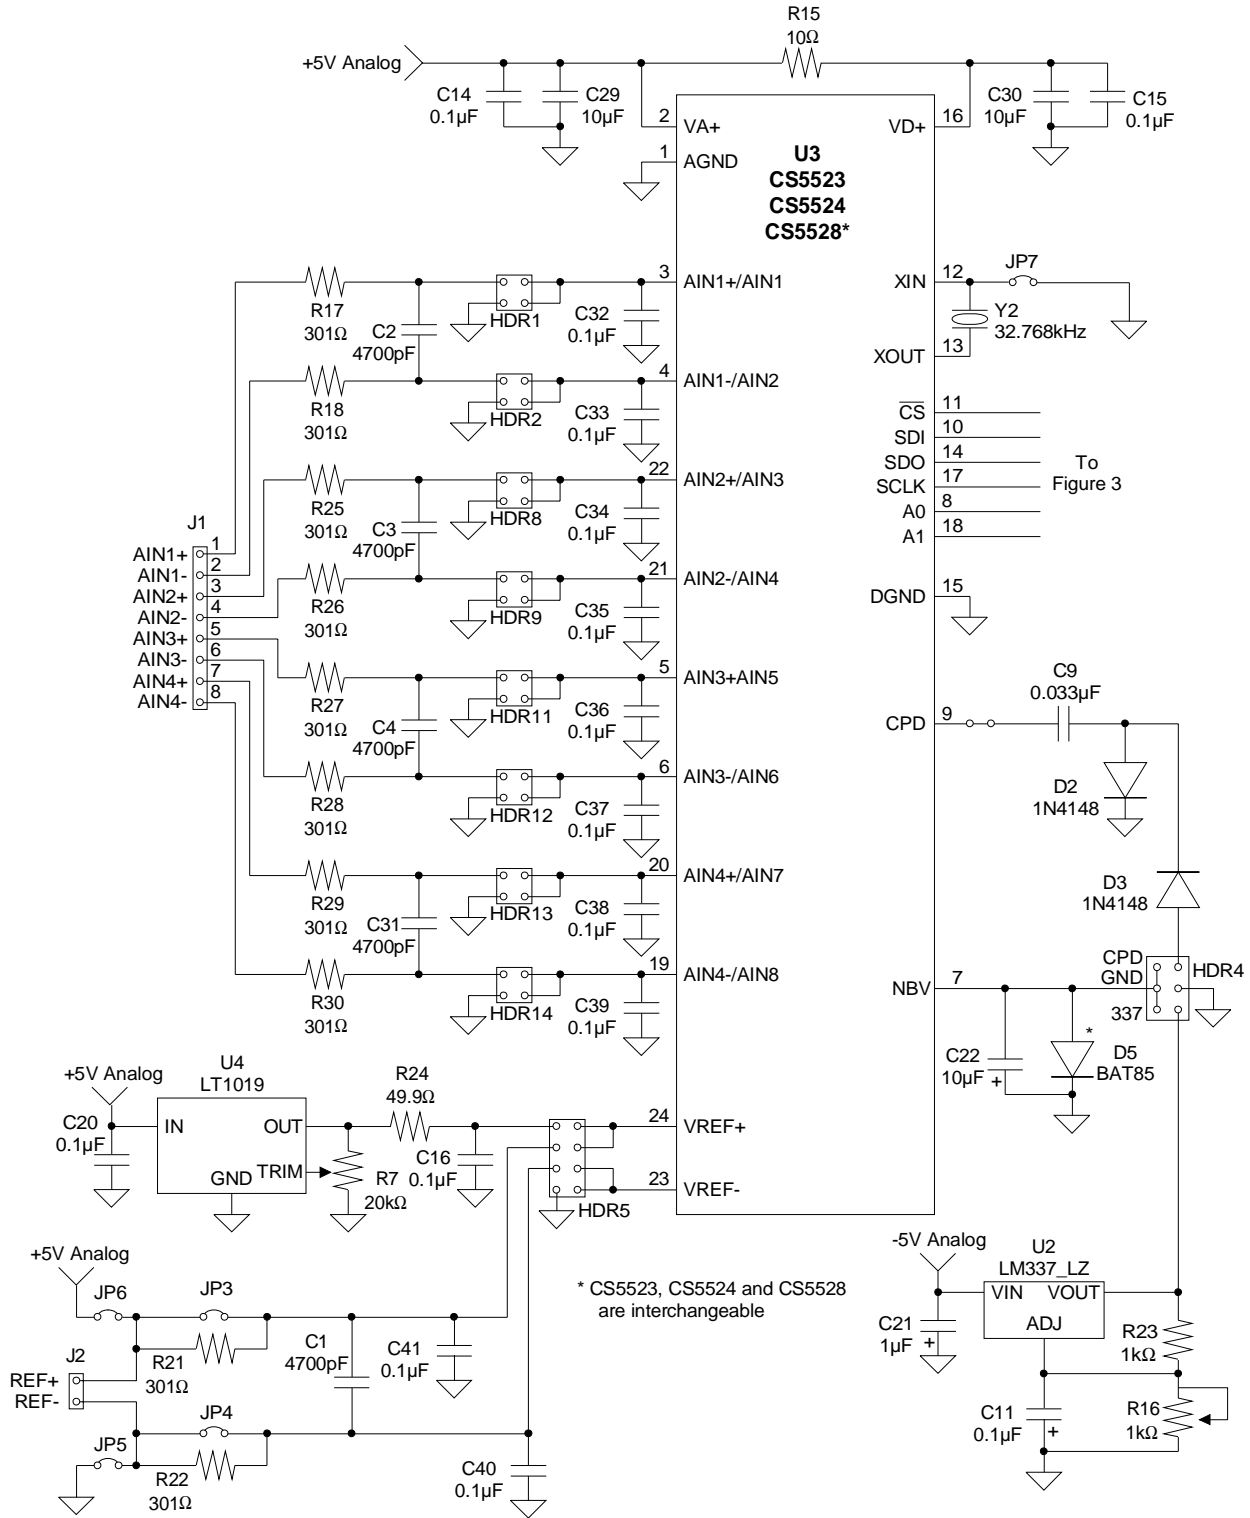 R15
10Ω
+5V Analog
C14
0.1µF
C29
10µF
C30
10µF
C15
0.1µF
2
VA+
VD+
16
1
AGND
U3
CS5523
CS5524
CS5528*
R17
301Ω
C2
4700pF
HDR1
C32
0.1µF
3
AIN1+/AIN1
XIN
12
JP7
Y2
32.768kHz
XOUT
13
R18
301Ω
HDR2
C33
0.1µF
4
AIN1-/AIN2
CS
11
SDI
10
SDO
14
SCLK
17
A0
8
A1
18
To
Figure 3
R25
301Ω
C3
4700pF
HDR8
C34
0.1µF
22
AIN2+/AIN3
J1
AIN1+
1
AIN1-
2
AIN2+
3
AIN2-
4
AIN3+
5
AIN3-
6
AIN4+
7
AIN4-
8
R26
301Ω
HDR9
C35
0.1µF
21
AIN2-/AIN4
DGND
15
R27
301Ω
C4
4700pF
HDR11
C36
0.1µF
5
AIN3+AIN5
CPD
9
C9
0.033µF
D2
1N4148
R28
301Ω
HDR12
C37
0.1µF
6
AIN3-/AIN6
R29
301Ω
C31
4700pF
HDR13
C38
0.1µF
20
AIN4+/AIN7
D3
1N4148
R30
301Ω
HDR14
C39
0.1µF
19
AIN4-/AIN8
NBV
7
CPD
GND
337
HDR4
C22
10µF
+
*
D5
BAT85
+5V Analog
U4
LT1019
C20
0.1µF
IN
OUT
TRIM
GND
R24
49.9Ω
R7
20kΩ
C16
0.1µF
HDR5
24
VREF+
23
VREF-
+5V Analog
JP6
JP3
R21
301Ω
J2
REF+
REF-
JP5
JP4
R22
301Ω
C1
4700pF
C41
0.1µF
C40
0.1µF
* CS5523, CS5524 and CS5528
are interchangeable
-5V Analog
U2
LM337_LZ
VIN
VOUT
ADJ
C21
1µF
+
R23
1kΩ
C11
0.1µF
+
R16
1kΩ